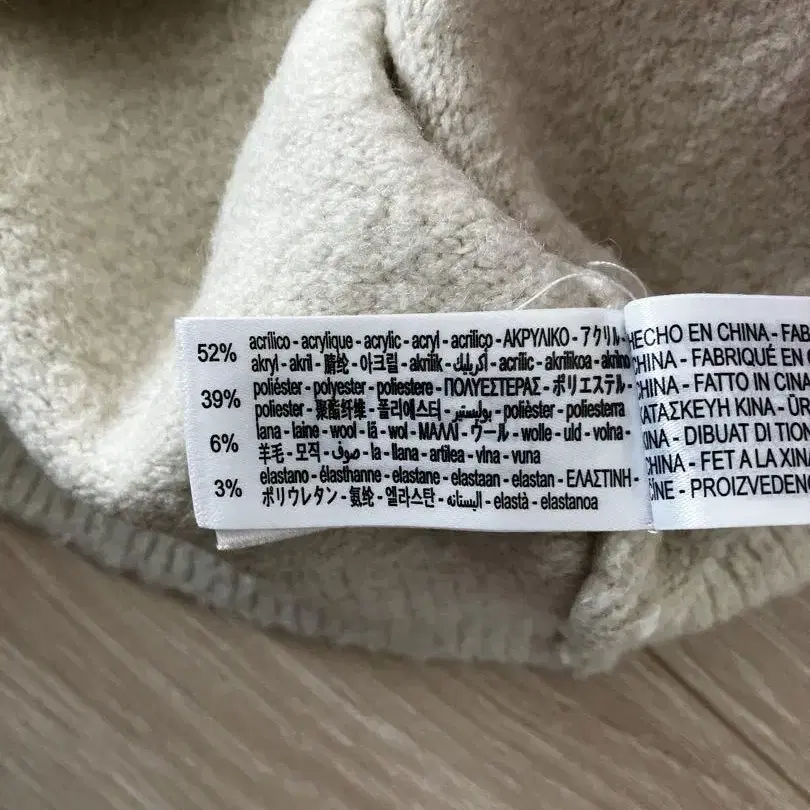 52% acrílico - acrylique - acrylic - acryl - acrilico - ΑΚΡΥΛΙΚΟ - アクリル -
akryl - akril - 腈纶 - 아크릴 - akrilik - أكريليك - acrílic - akrilikoa - akrilno
39% poliéster - polyester - poliestere - ΠΟΛΥΕΣΤΕΡΑΣ - ポリエステル -
poliester - 聚酯纤维 - 폴리에스터 - بوليستير - polièster - poliesterra
6% lana - laine - wool - lã - wol - ΜΑΛΛΙ - ウール - wolle - uld - volna -
羊毛 - 모직 - صوف - la - llana - artilea - vlna - vuna
3% elastano - élasthanne - elastane - elastaan - elastan - ΕΛΑΣΤΙΝΗ -
ポリウレタン - 氨纶 - 엘라스탄 - اليستانه - elastà - elastanoa
HECHO EN CHINA - FAB
CHINA - FABRIQUÉ EN C
CHINA - FATTO IN CINA
ΚΑΤΑΣΚΕΥΗ ΚΙΝΑ - ÜR
KINA - DIBUAT DI TION
CHINA - FET A LA XINA
- PROIZVEDENO